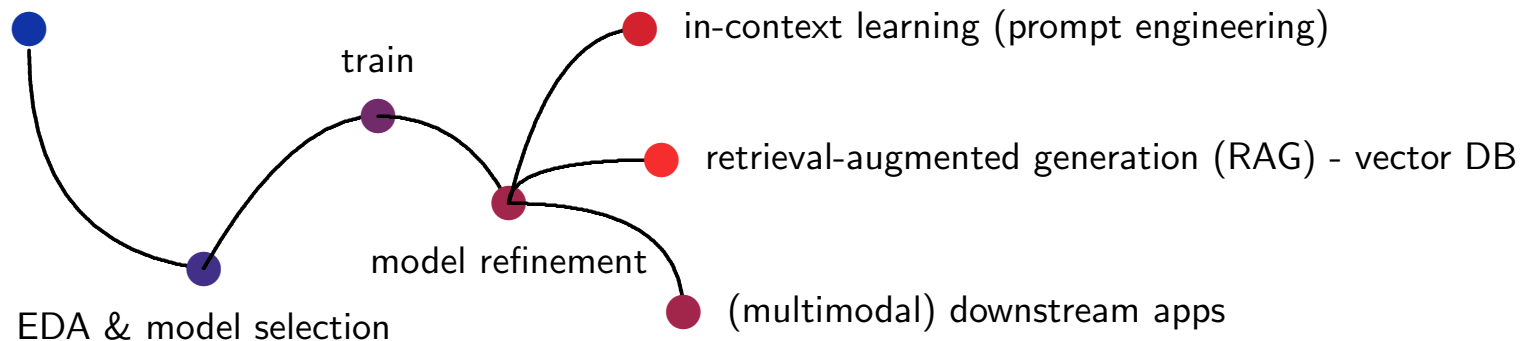 in-context learning (prompt engineering)
train
retrieval-augmented generation (RAG) - vector DB
model refinement
(multimodal) downstream apps
EDA & model selection